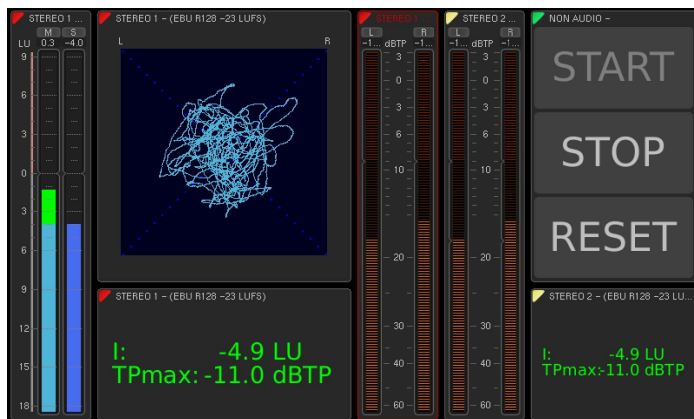 STEREO 1 ...
M S
LU 0.3 -4.0
9
6
3
0
3
6
9
12
15
18
STEREO 1 - (EBU R128 -23 LUFS)
L R
STEREO 1 - (EBU R128 -23 LUFS)
I: -4.9 LU
TPmax: -11.0 dBTP
STEREO 1
L R
-1... dBTP -1...
3
0
3
6
10
20
30
40
60
STEREO 2 ...
L R
-1... dBTP -1...
3
0
3
6
10
20
30
40
60
NON AUDIO -
START
STOP
RESET
STEREO 2 - (EBU R128 -23 LU...
I: -4.9 LU
TPmax:-11.0 dBTP